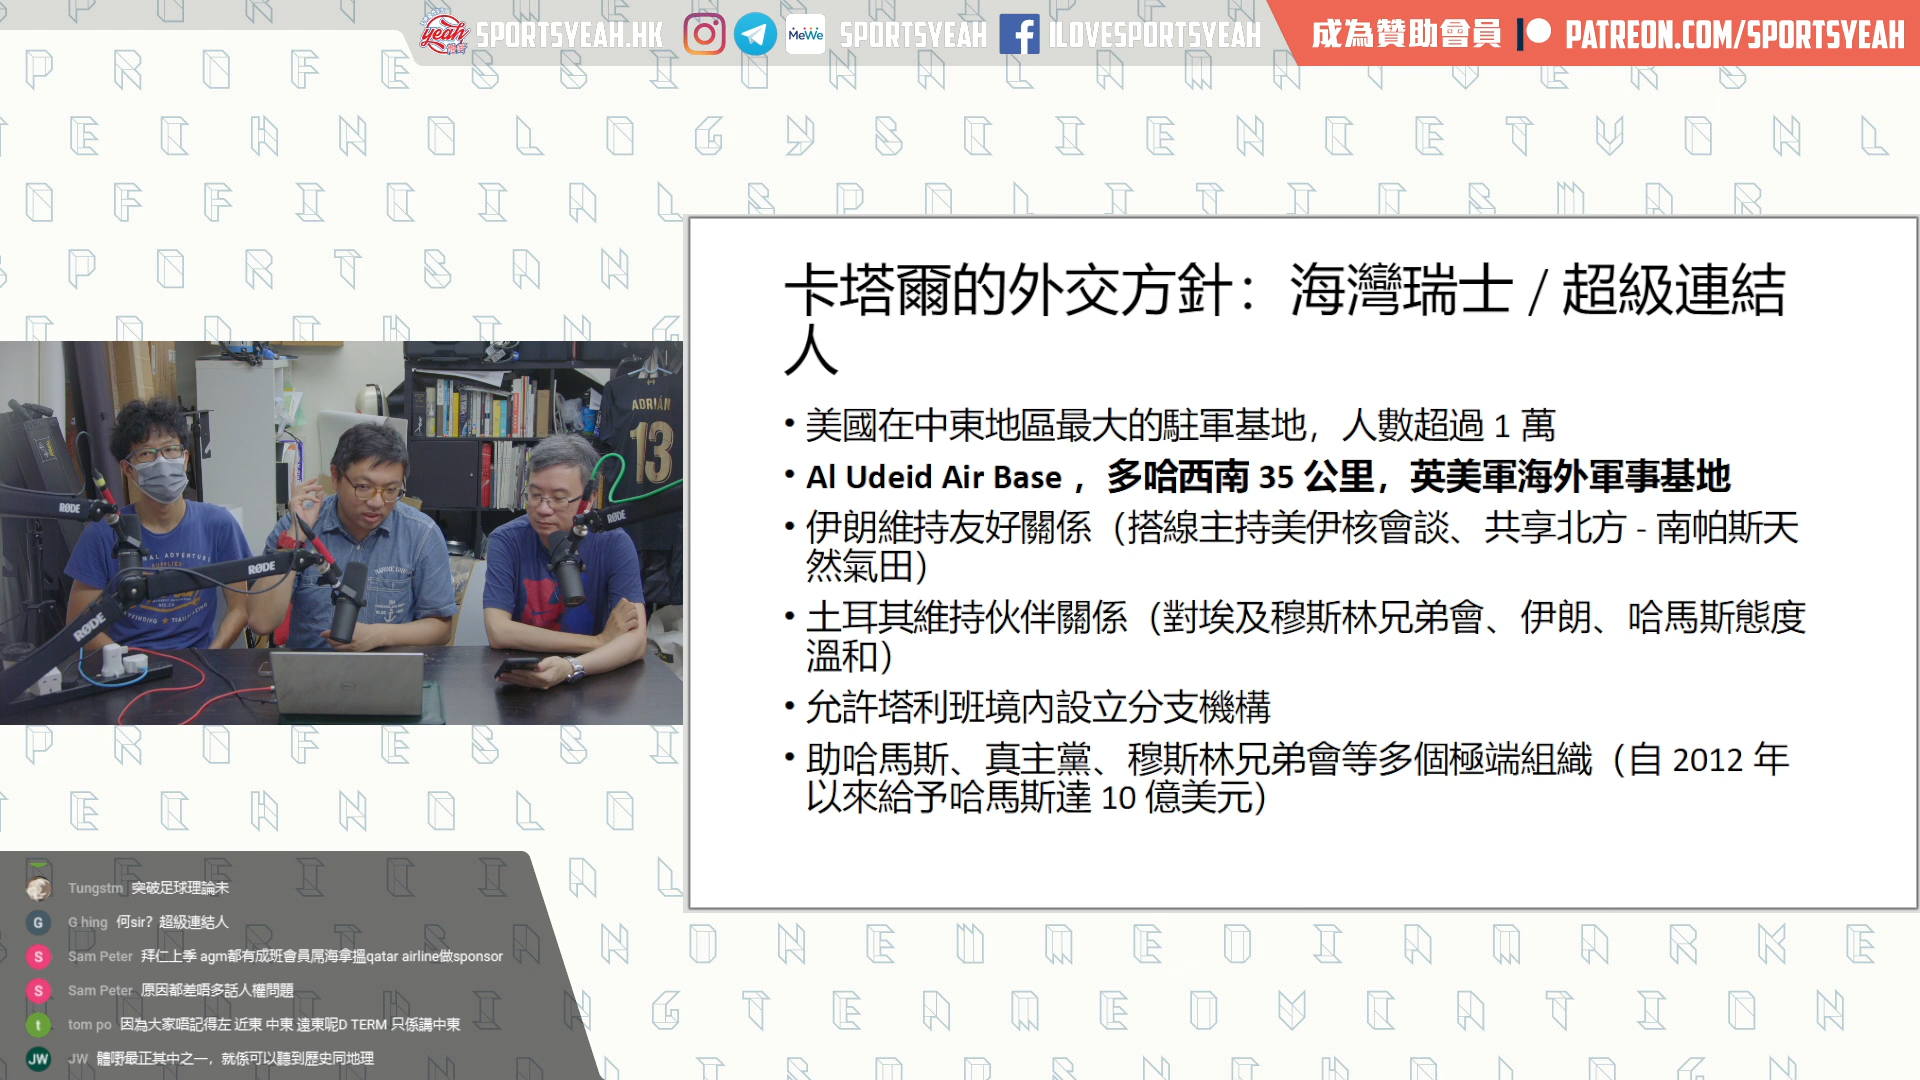 yeah SPORTSYEAH.HK MeWe SPORTSYEAH ILOVESPORTSYEAH 成為贊助會員 PATREON.COM/SPORTSYEAH
卡塔爾的外交方針：海灣瑞士 / 超級連結
人
• 美國在中東地區最大的駐軍基地，人數超過 1 萬
• Al Udeid Air Base ，多哈西南 35 公里，英美軍海外軍事基地
• 伊朗維持友好關係（搭線主持美伊核會談、共享北方 - 南帕斯天
然氣田）
• 土耳其維持伙伴關係（對埃及穆斯林兄弟會、伊朗、哈馬斯態度
溫和）
• 允許塔利班境內設立分支機構
• 助哈馬斯、真主黨、穆斯林兄弟會等多個極端組織（自 2012 年
以來給予哈馬斯達 10 億美元）
ADRIÁN
13
RØDE
RØDE
RØDE
RØDE
Tungstm 突破足球理論未
G G hing 何sir？超級連結人
S Sam Peter 拜仁上季 agm都有成班會員屌海拿搵qatar airline做sponsor
S Sam Peter 原因都差唔多話人權問題
t tom po 因為大家唔記得左 近東 中東 遠東呢D TERM 只係講中東
JW JW 體嘢最正其中之一，就係可以聽到歷史同地理